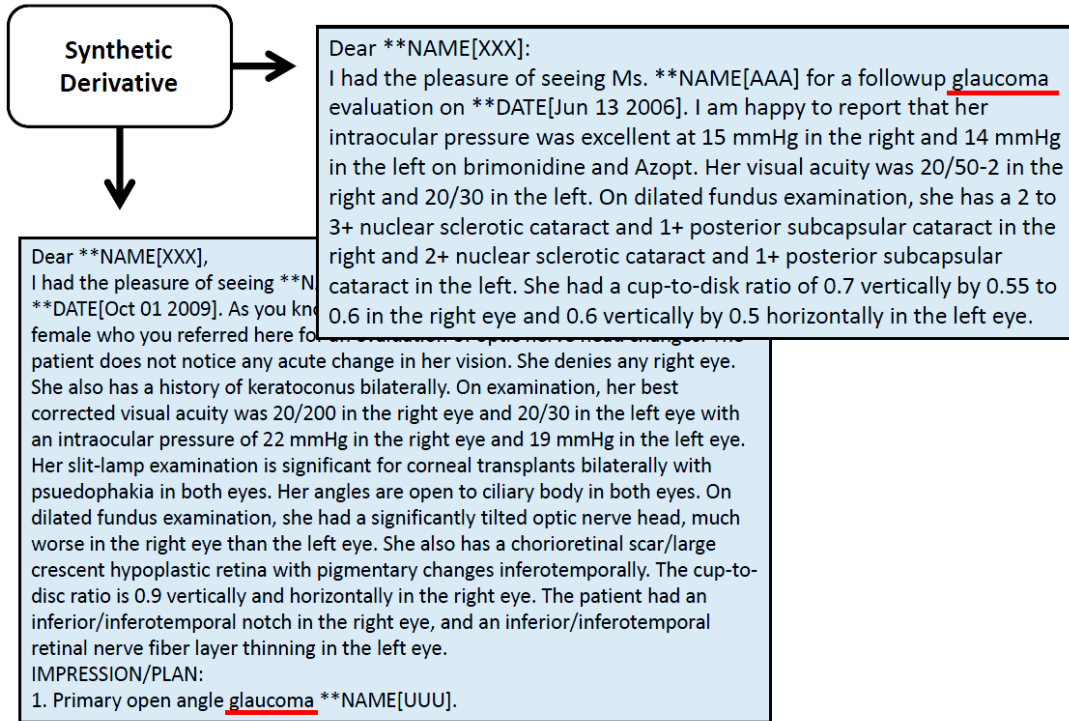 Synthetic
Derivative
Dear **NAME[XXX]:
I had the pleasure of seeing Ms. **NAME[AAA] for a followup glaucoma
evaluation on **DATE[Jun 13 2006]. I am happy to report that her
intraocular pressure was excellent at 15 mmHg in the right and 14 mmHg
in the left on brimonidine and Azopt. Her visual acuity was 20/50-2 in the
right and 20/30 in the left. On dilated fundus examination, she has a 2 to
3+ nuclear sclerotic cataract and 1+ posterior subcapsular cataract in the
right and 2+ nuclear sclerotic cataract and 1+ posterior subcapsular
cataract in the left. She had a cup-to-disk ratio of 0.7 vertically by 0.55 to
0.6 in the right eye and 0.6 vertically by 0.5 horizontally in the left eye.
Dear **NAME[XXX],
I had the pleasure of seeing
**DATE[Oct 01 2009]. As you
female who you referred here for an evaluation of optic nerve head changes. The
patient does not notice any acute change in her vision. She denies any right eye.
She also has a history of keratoconus bilaterally. On examination, her best
corrected visual acuity was 20/200 in the right eye and 20/30 in the left eye with
an intraocular pressure of 22 mmHg in the right eye and 19 mmHg in the left eye.
Her slit-lamp examination is significant for corneal transplants bilaterally with
psuedophakia in both eyes. Her angles are open to ciliary body in both eyes. On
dilated fundus examination, she had a significantly tilted optic nerve head, much
worse in the right eye than the left eye. She also has a chorioretinal scar/large
crescent hypoplastic retina with pigmentary changes inferotemporally. The cup-to-
disc ratio is 0.9 vertically and horizontally in the right eye. The patient had an
inferior/inferotemporal notch in the right eye, and an inferior/inferotemporal
retinal nerve fiber layer thinning in the left eye.
IMPRESSION/PLAN:
1. Primary open angle glaucoma **NAME[UUU].